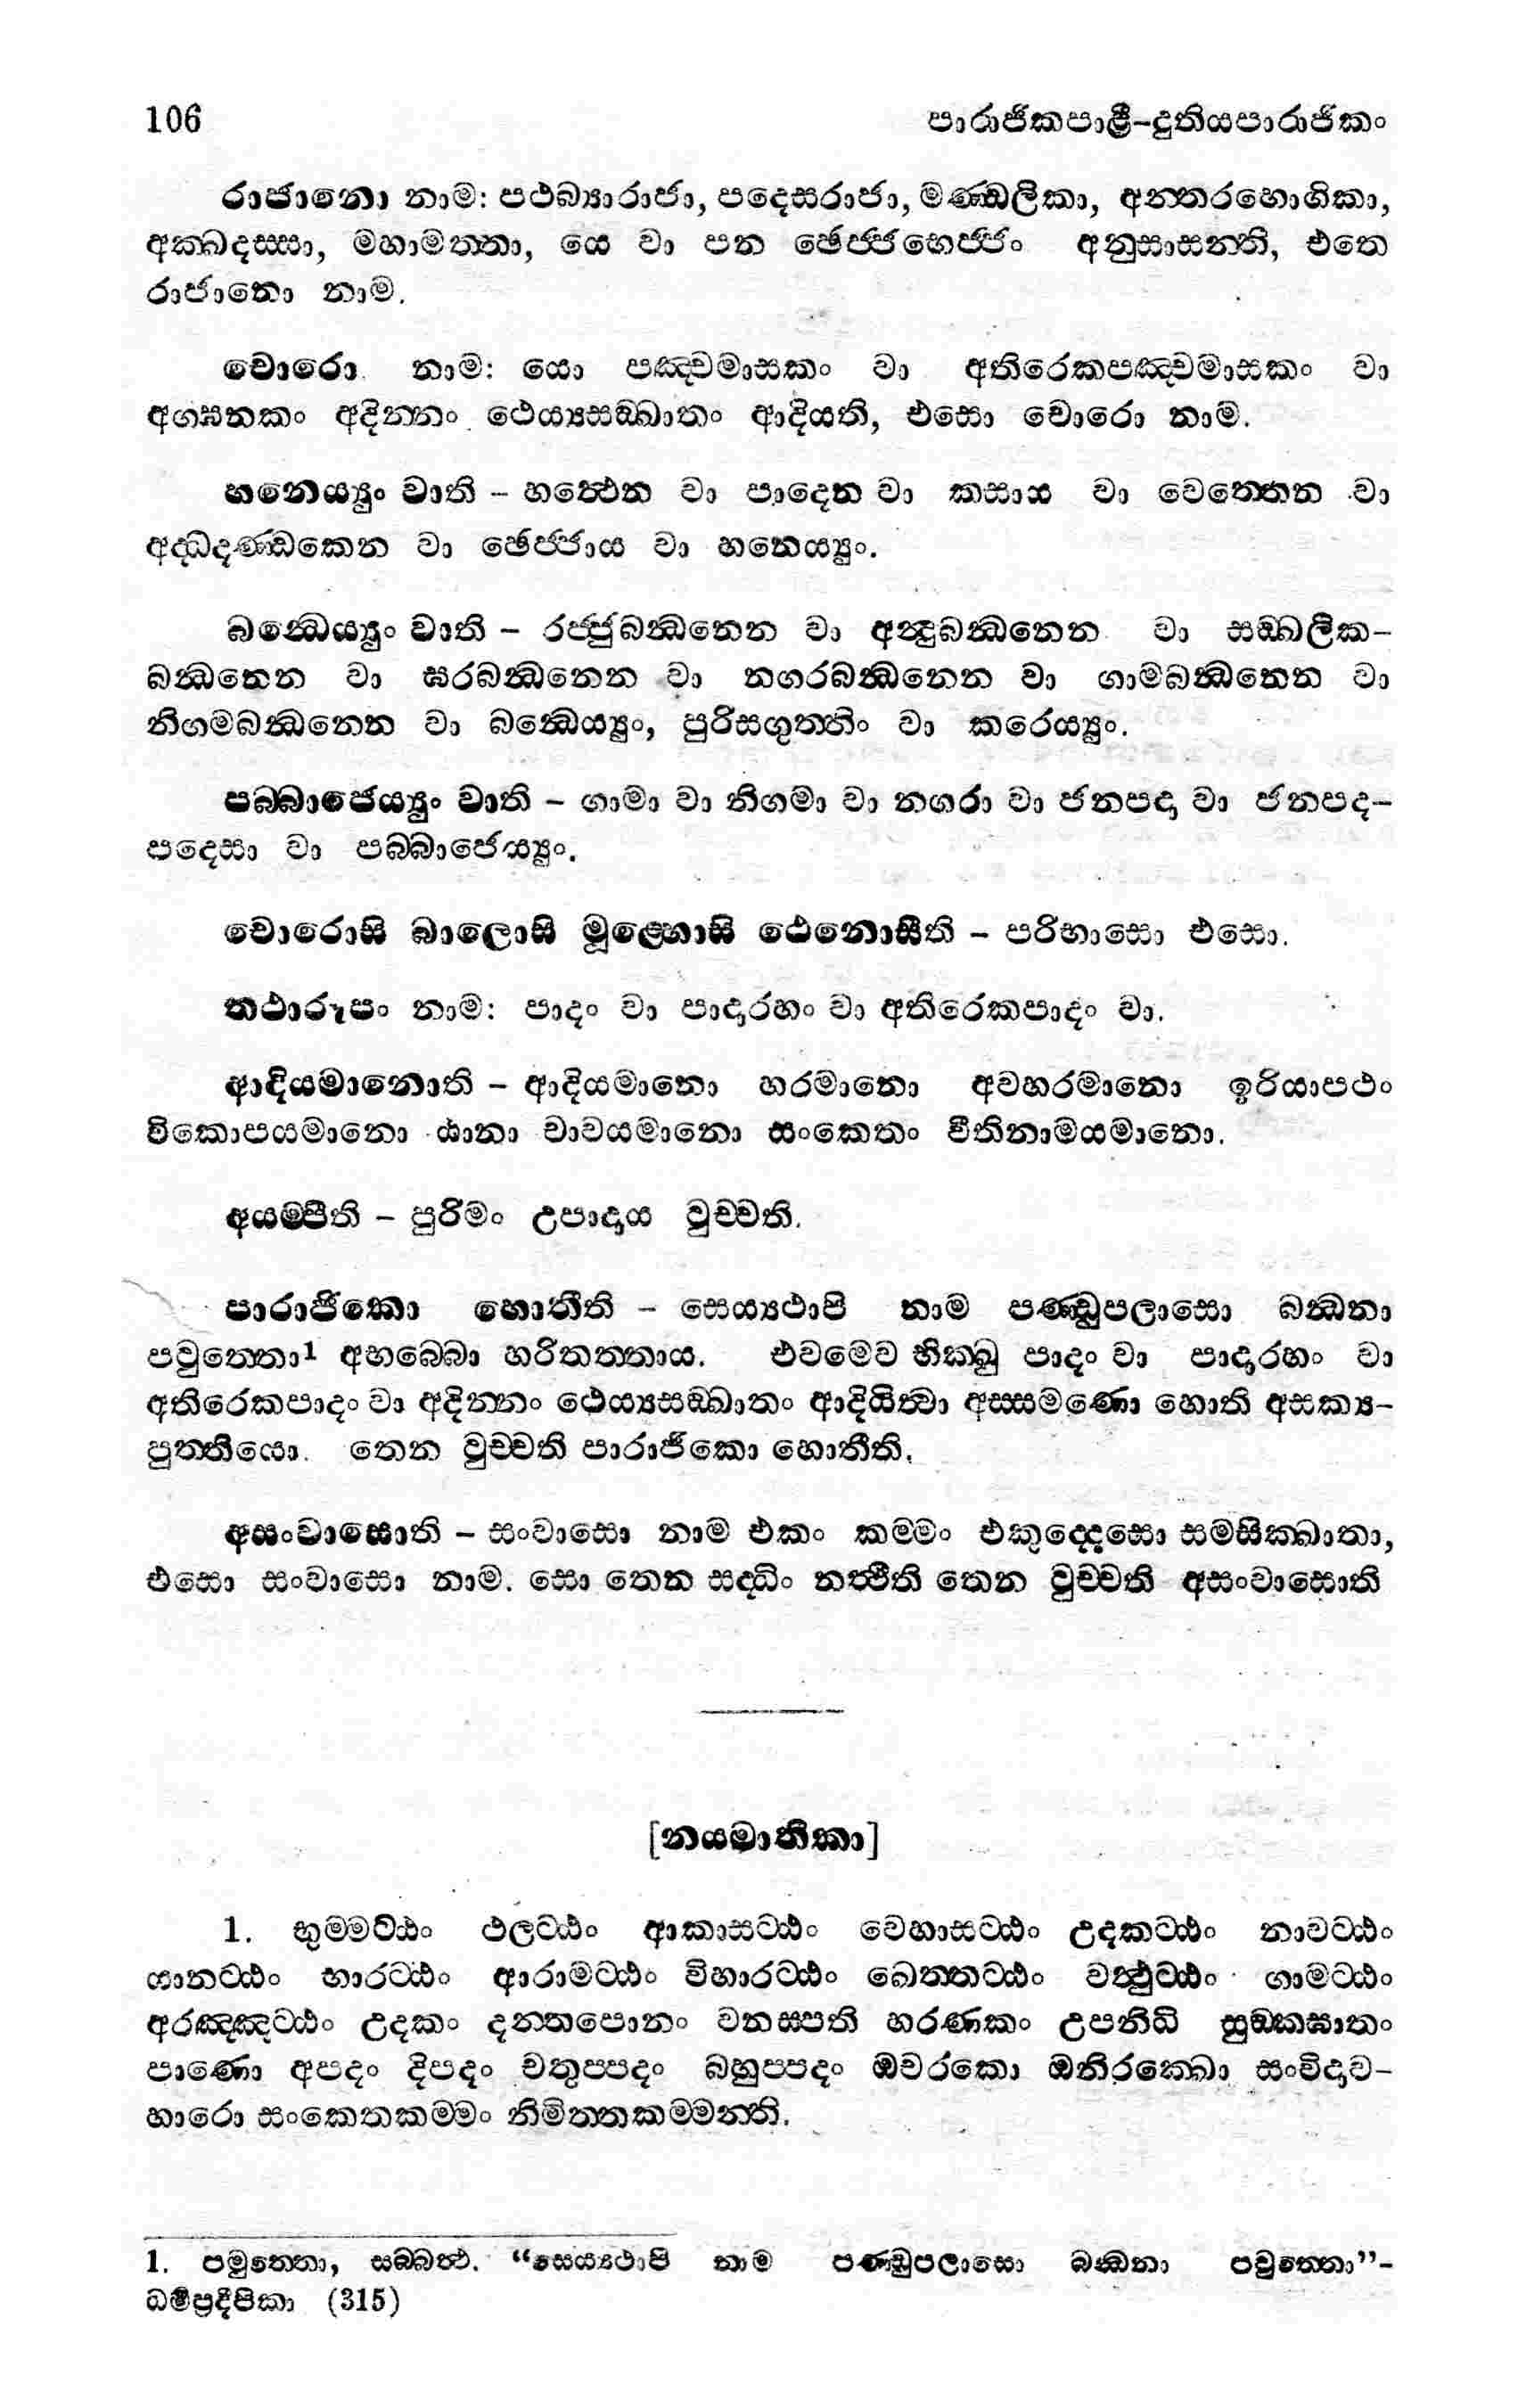 106 පාරාජිකපාළි-දුතියපාරාජිකං
රාජානො නාම: පථබ්‍යාරාජා, පදෙසරාජා, මණ්ඩලිකා, අන්තරභොගිකා,
අක්ඛදස්සා, මහාමත්තා, යෙ වා පන ඡෙජ්ජභෙජ්ජං අනුසාසන්ති, එතෙ
රාජානො නාම.
චොරො නාම: යො පඤ්චමාසකං වා අතිරෙකපඤ්චමාසකං වා
අග්ඝනකං අදින්නං ථෙය්‍යසඞ්ඛාතං ආදියති, එසො චොරො නාම.
හනෙය්‍යුං වාති – හත්ථෙන වා පාදෙන වා කසාය වා වෙත්තෙන වා
අද්ධදණ්ඩකෙන වා ඡෙජ්ජාය වා හනෙය්‍යුං.
බන්ධෙය්‍යුං වාති – රජ්ජුබන්ධනෙන වා අන්දුබන්ධනෙන වා සඞ්ඛලික-
බන්ධනෙන වා ඝරබන්ධනෙන වා නගරබන්ධනෙන වා ගාමබන්ධනෙන වා
නිගමබන්ධනෙන වා බන්ධෙය්‍යුං, පුරිසගුත්තිං වා කරෙය්‍යුං.
පබ්බාජෙය්‍යුං වාති – ගාමා වා නිගමා වා නගරා වා ජනපදා වා ජනපද-
පදෙසා වා පබ්බාජෙය්‍යුං.
චොරොසි බාලොසි මූළ්හොසි ථෙනොසීති – පරිභාසො එසො.
තථාරූපං නාම: පාදං වා පාදාරහං වා අතිරෙකපාදං වා.
ආදියමානොති – ආදියමානො හරමානො අවහරමානො ඉරියාපථං
විකොපයමානො ඨානා චාවයමානො සංකෙතං වීතිනාමයමානො.
අයම්පීති – පුරිමං උපාදාය වුච්චති.
පාරාජිකො හොතීති – සෙය්‍යථාපි නාම පණ්ඩුපලාසො බන්ධනා
පවුත්තො1 අභබ්බො හරිතත්තාය. එවමෙව භික්ඛු පාදං වා පාදාරහං වා
අතිරෙකපාදං වා අදින්නං ථෙය්‍යසඞ්ඛාතං ආදියිත්වා අස්සමණො හොති අසක්‍ය-
පුත්තියො. තෙන වුච්චති පාරාජිකො හොතීති.
අසංවාසොති – සංවාසො නාම එකං කම්මං එකුද්දෙසො සමසික්ඛාතා,
එසො සංවාසො නාම. සො තෙන සද්ධිං නත්ථීති තෙන වුච්චති අසංවාසොති
[නයමාතිකා]
1. භුම්මට්ඨං ථලට්ඨං ආකාසට්ඨං වෙහාසට්ඨං උදකට්ඨං නාවට්ඨං
යානට්ඨං භාරට්ඨං ආරාමට්ඨං විහාරට්ඨං ඛෙත්තට්ඨං වත්ථුට්ඨං ගාමට්ඨං
අරඤ්ඤට්ඨං උදකං දන්තපොනං වනස්පති හරණකං උපනිධි සුඞ්කඝාතං
පාණො අපදං දිපදං චතුප්පදං බහුප්පදං ඔචරකො ඔනිරක්ඛො සංවිදාව-
හාරො සංකෙතකම්මං නිමිත්තකම්මන්ති.
1. පමුත්තො, සබ්බත්ථ. “සෙය්‍යථාපි නාම පණ්ඩුපලාසො බන්ධනා පවුත්තො”-
ධර්මප්‍රදීපිකා (315)